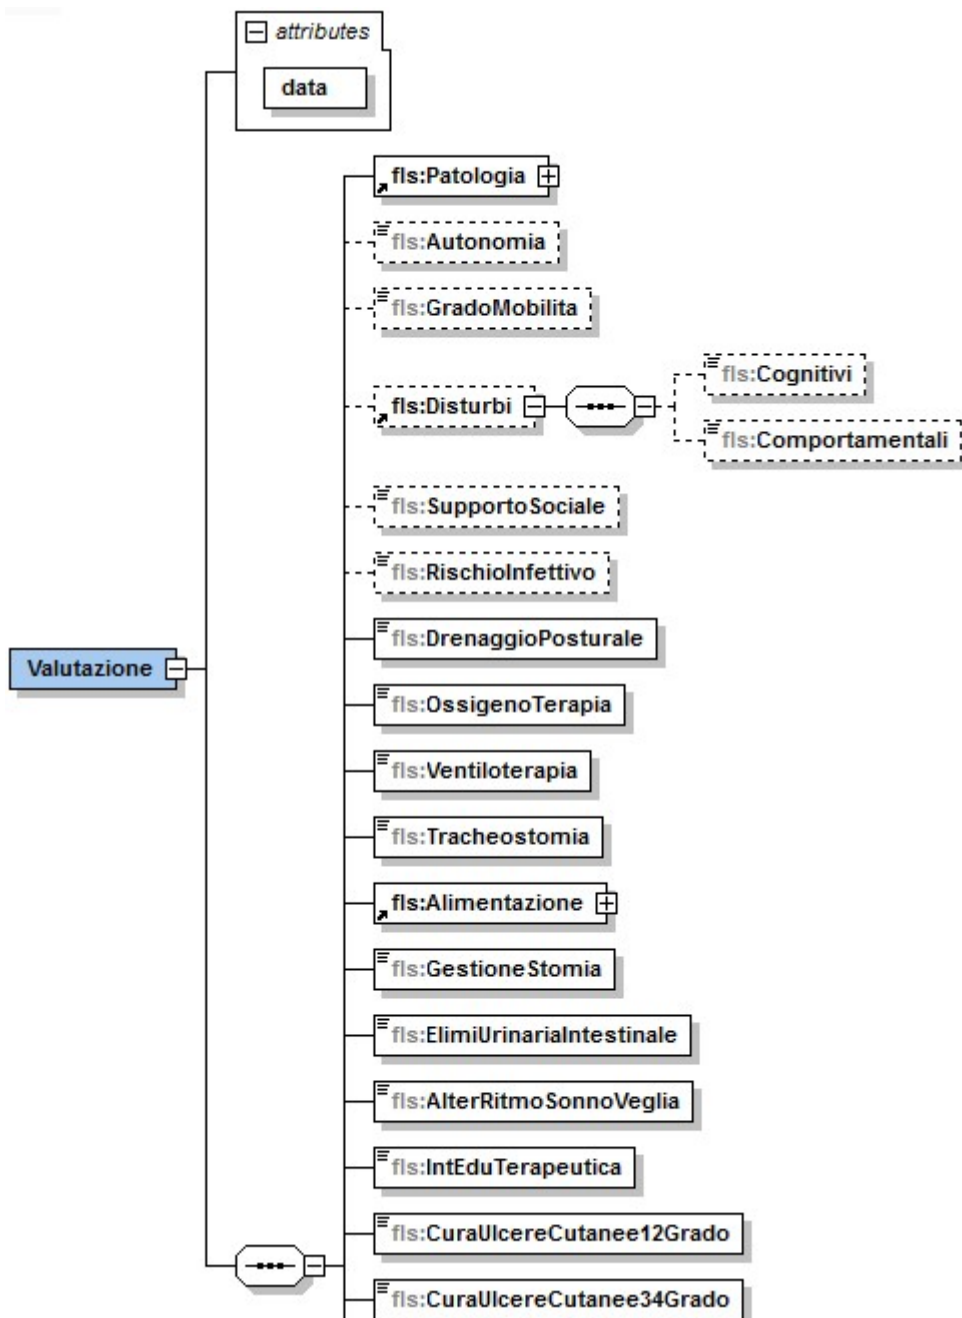 attributes
data
fls:Patologia
fls:Autonomia
fls:GradoMobilita
fls:Disturbi
fls:Cognitivi
fls:Comportamentali
fls:SupportoSociale
fls:RischioInfettivo
fls:DrenaggioPosturale
Valutazione
fls:OssigenoTerapia
fls:Ventiloterapia
fls:Tracheostomia
fls:Alimentazione
fls:GestioneStomia
fls:ElimiUrinariaIntestinale
fls:AlterRitmoSonnoVeglia
fls:IntEduTerapeutica
fls:CuraUlcereCutanee12Grado
fls:CuraUlcereCutanee34Grado